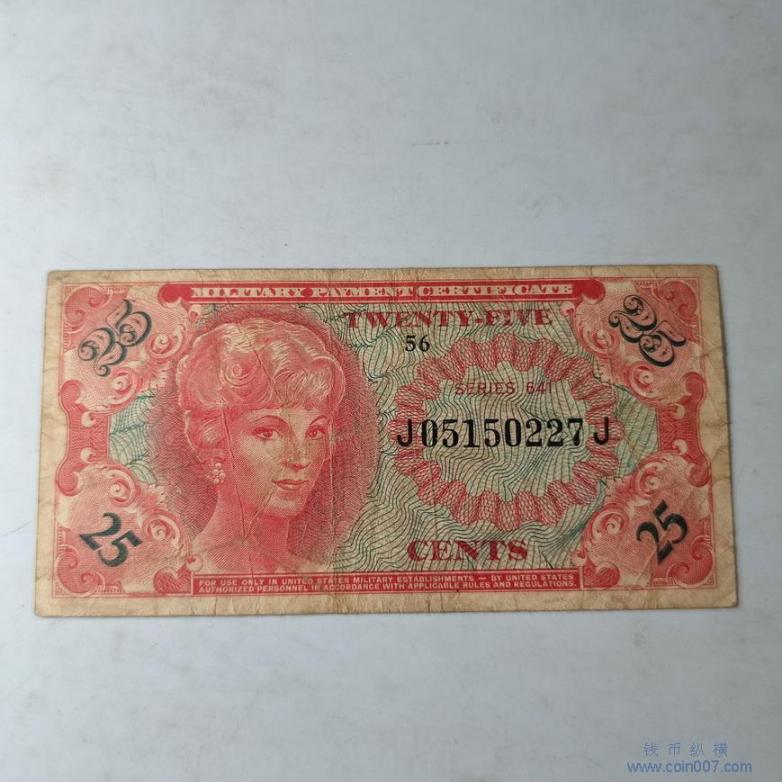 MILITARY PAYMENT CERTIFICATE
25
TWENTY-FIVE
25
56
SERIES 641
J05150227J
25
CENTS
25
FOR USE ONLY IN UNITED STATES MILITARY ESTABLISHMENTS — BY UNITED STATES
AUTHORIZED PERSONNEL IN ACCORDANCE WITH APPLICABLE RULES AND REGULATIONS.
钱币纵横
www.coin007.com